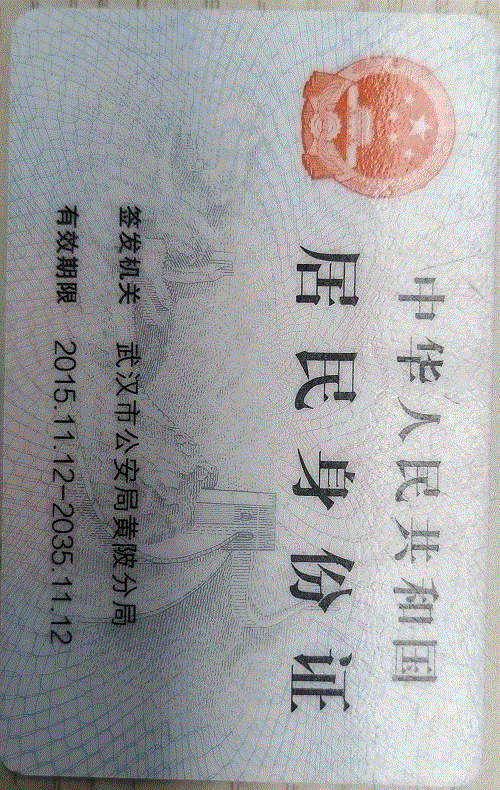 中华人民共和国
居民身份证
签发机关 武汉市公安局黄陂分局
有效期限 2015.11.12-2035.11.12